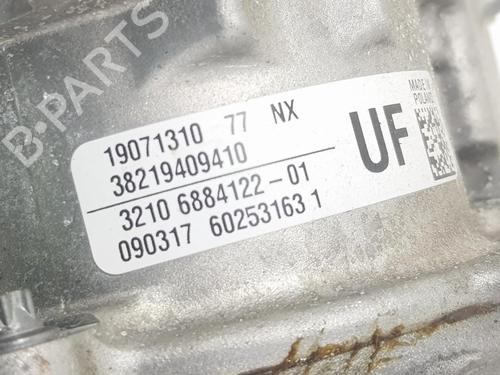 B-PARTS
19071310 77 NX
38219409410
3210 6884122-01
090317 60253163 1
UF
MADE IN
POLAND